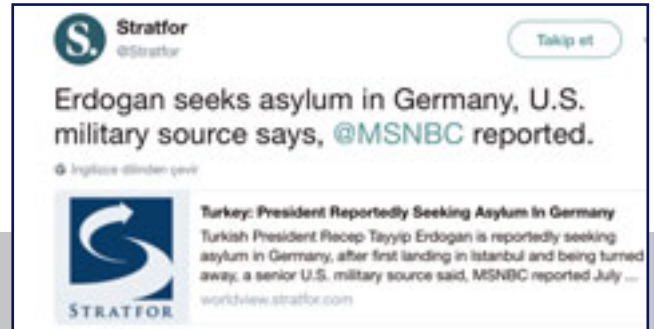 S. Stratfor
@Stratfor
Takip et
Erdogan seeks asylum in Germany, U.S.
military source says, @MSNBC reported.
İngilizce dilinden çevir
Turkey: President Reportedly Seeking Asylum In Germany
Turkish President Recep Tayyip Erdogan is reportedly seeking
asylum in Germany, after first landing in Istanbul and being turned
away, a senior U.S. military source said, MSNBC reported July ...
worldview.stratfor.com
STRATFOR